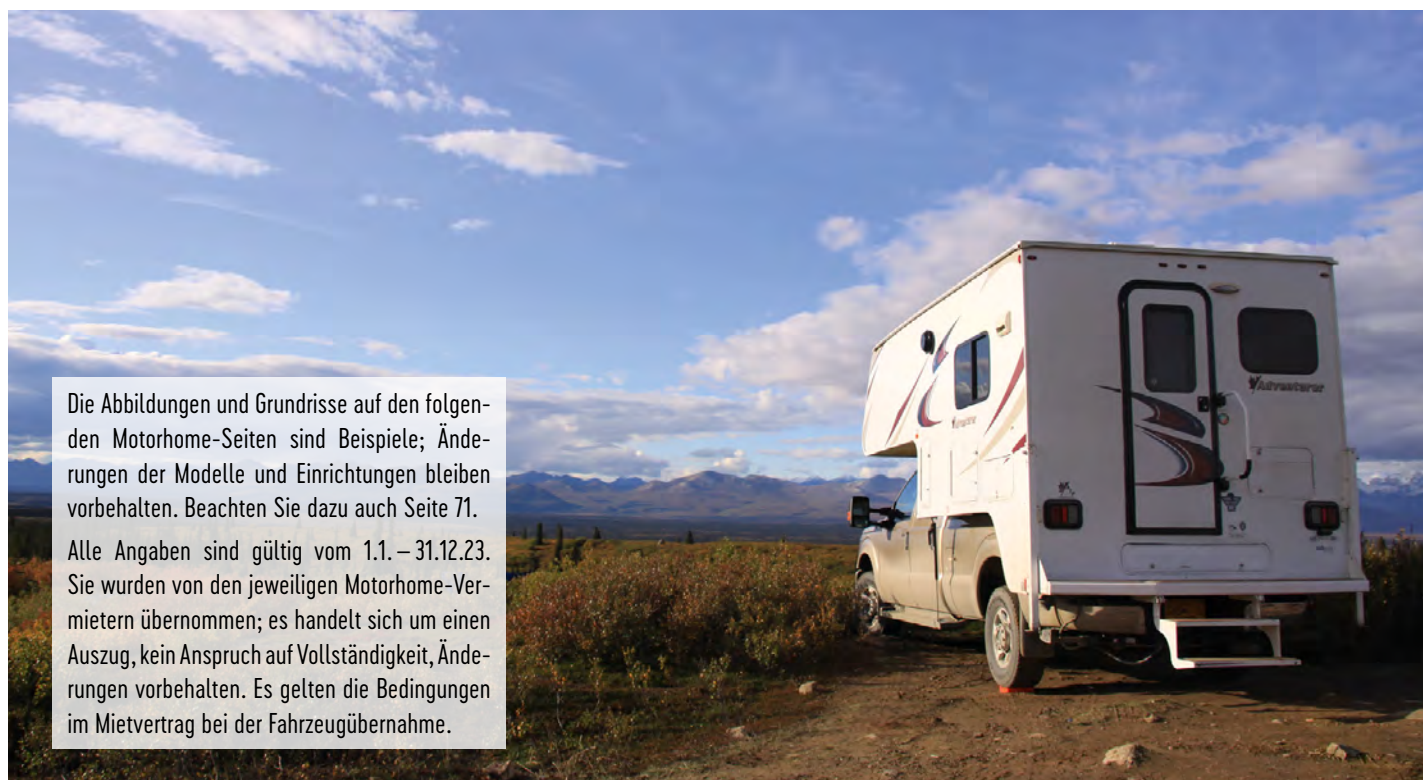 Die Abbildungen und Grundrisse auf den folgen-
den Motorhome-Seiten sind Beispiele; Ände-
rungen der Modelle und Einrichtungen bleiben
vorbehalten. Beachten Sie dazu auch Seite 71.
Alle Angaben sind gültig vom 1.1. – 31.12.23.
Sie wurden von den jeweiligen Motorhome-Ver-
mietern übernommen; es handelt sich um einen
Auszug, kein Anspruch auf Vollständigkeit, Ände-
rungen vorbehalten. Es gelten die Bedingungen
im Mietvertrag bei der Fahrzeugübernahme.
Adventurer